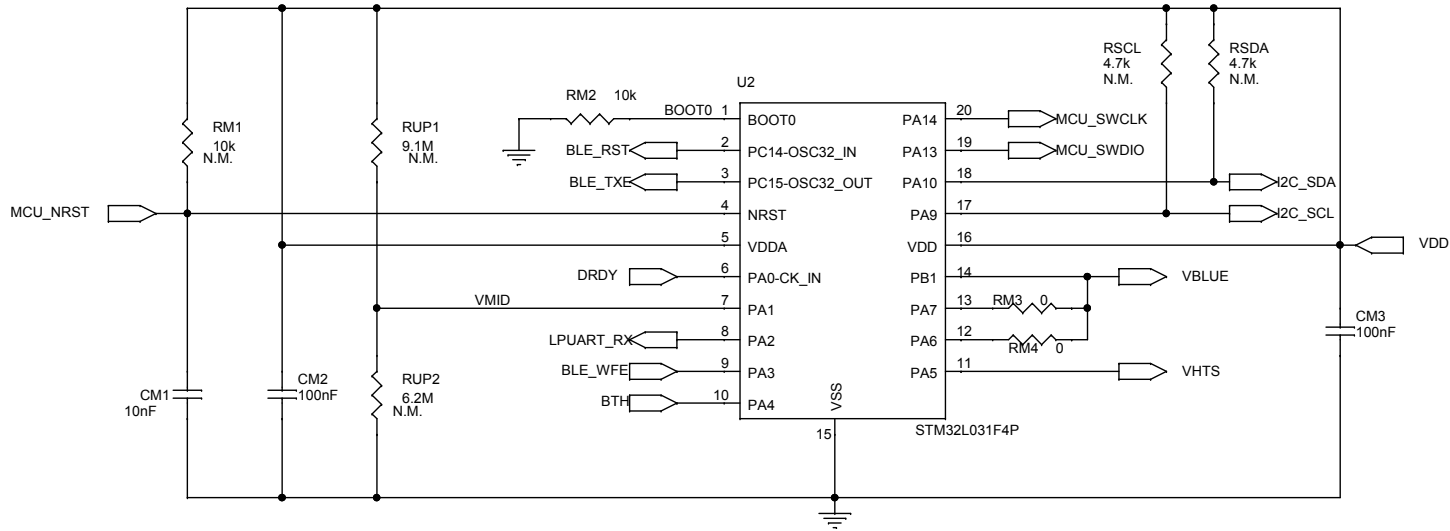 RSCL
4.7k
N.M.
RSDA
4.7k
N.M.
U2
RM2 10k
BOOT0 1 BOOT0
PA14 20 MCU_SWCLK
RM1
10k
N.M.
RUP1
9.1M
N.M.
BLE_RST 2 PC14-OSC32_IN
PA13 19 MCU_SWDIO
BLE_TXE 3 PC15-OSC32_OUT
PA10 18 I2C_SDA
MCU_NRST 4 NRST
PA9 17 I2C_SCL
5 VDDA
VDD 16 VDD
DRDY 6 PA0-CK_IN
PB1 14 VBLUE
VMID 7 PA1
PA7 13 RM3 0
LPUART_RX 8 PA2
PA6 12 RM4 0
CM3
100nF
BLE_WFE 9 PA3
PA5 11 VHTS
CM1
10nF
CM2
100nF
RUP2
6.2M
N.M.
BTH 10 PA4
VSS
15
STM32L031F4P